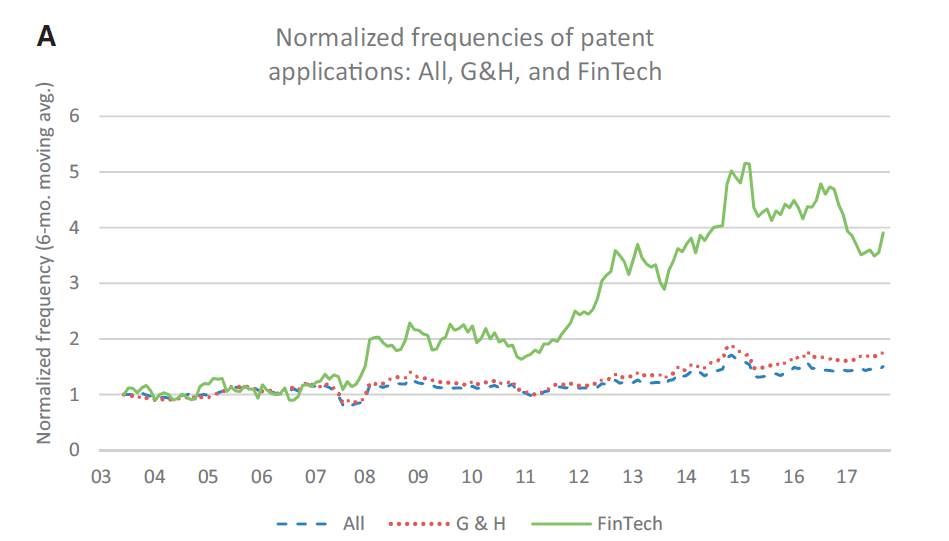 A
Normalized frequencies of patent
applications: All, G&H, and FinTech
Normalized frequency (6-mo. moving avg.)
6
5
4
3
2
1
0
03 04 05 06 07 08 09 10 11 12 13 14 15 16 17
All G & H FinTech